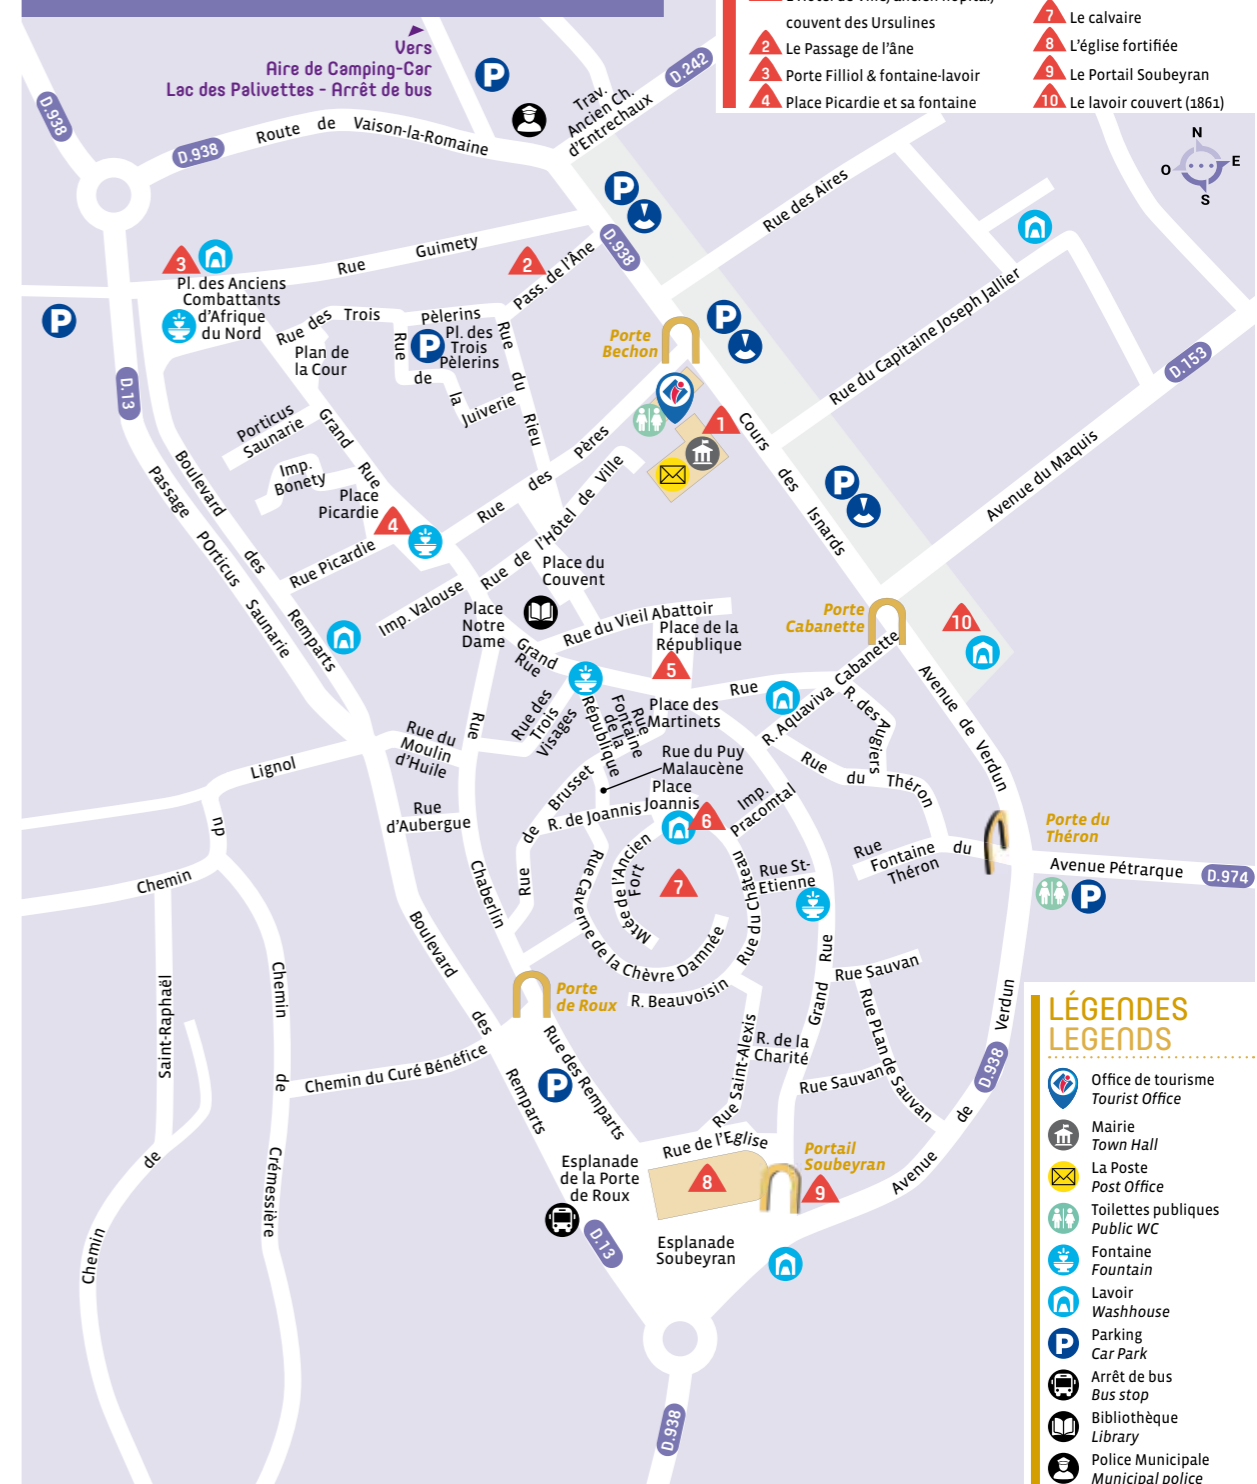 couvent des Ursulines
2 Le Passage de l'âne
3 Porte Filliol & fontaine-lavoir
4 Place Picardie et sa fontaine
7 Le calvaire
8 L'église fortifiée
9 Le Portail Soubeyran
10 Le lavoir couvert (1861)
Vers
Aire de Camping-Car
Lac des Palivettes - Arrêt de bus
N
O
E
S
D.938
D.938
Route de Vaison-la-Romaine
P
Trav.
Ancien Ch.
d'Entrechaux
D.242
P
D.938
Rue des Aires
3
Pl. des Anciens
Combattants
d'Afrique
du Nord
Rue Guimety
2
Pass. de l'Âne
P
Rue des Trois Pèlerins
P
Pl. des
Trois
Pèlerins
Plan de
la Cour
Rue de la Juiverie
Rue du Rieu
Porte
Bechon
P
Rue du Capitaine Joseph Jallier
D.153
D.13
Porticus
Saunarie
Grand Rue
Imp.
Bonety
Place
Picardie
4
Rue des Pères
1
Cours des Isnards
P
Avenue du Maquis
Passage POrticus Saunarie
Boulevard des Remparts
Rue Picardie
Imp. Valouse
Rue de l'Hôtel de Ville
Place du
Couvent
Place
Notre
Dame
Rue du Vieil Abattoir
Place de la
République
5
Porte
Cabanette
10
Grand
Rue
Rue des
Trois
Visages
République
Rue
Fontaine
de la
Place des
Martinets
Rue
R. Aquaviva Cabanette
R. des Augiers
Avenue de Verdun
Rue du
Moulin
d'Huile
Rue Chaberlin
Lignol
du
Chemin
Rue
d'Aubergue
Rue de Brusset
Rue du Puy
Malaucène
Place
Joannis
R. de Joannis
6
Imp.
Pracomtal
Rue du Théron
Rue
Fontaine du
Théron
Porte du
Théron
Avenue Pétrarque
D.974
P
7
Mtée de l'Ancien
Fort
Rue Caverne de la Chèvre Damnée
Rue du Château
Rue St-
Etienne
R. Beauvoisin
Grand Rue
Rue Sauvan
Rue PLan de Sauvan
Rue Sauvan
Boulevard des Remparts
Porte
de Roux
Rue des Remparts
P
R. de la
Charité
Rue Saint-Alexis
Rue de l'Eglise
Chemin de Saint-Raphaël
Chemin de Crémessière
Chemin du Curé Bénéfice
Esplanade
de la Porte
de Roux
8
Portail
Soubeyran
9
Avenue de Verdun
D.938
D.13
Esplanade
Soubeyran
D.938
LÉGENDES
LEGENDS
Office de tourisme
Tourist Office
Mairie
Town Hall
La Poste
Post Office
Toilettes publiques
Public WC
Fontaine
Fountain
Lavoir
Washhouse
P
Parking
Car Park
Arrêt de bus
Bus stop
Bibliothèque
Library
Police Municipale
Municipal police